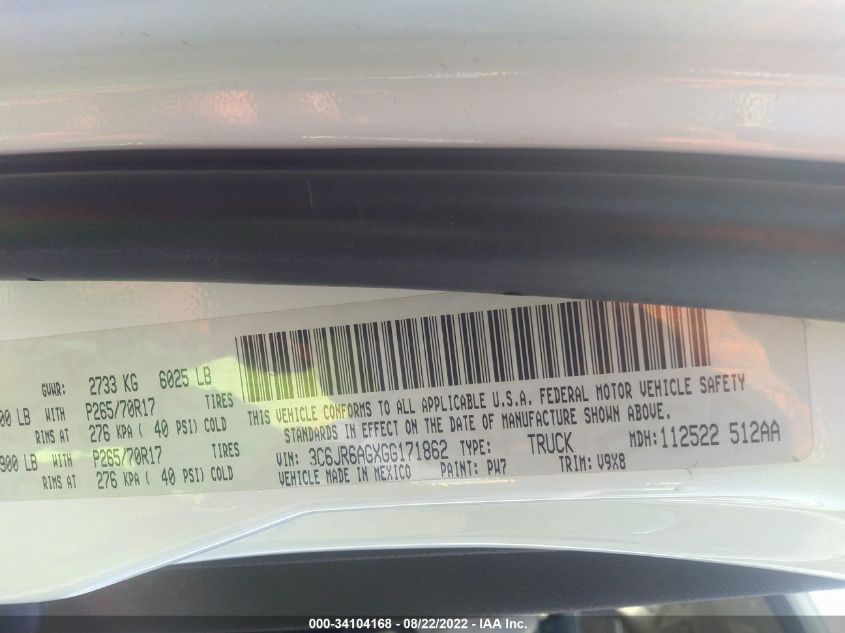 GVWR: 2733 KG 6025 LB
00 LB WITH P265/70R17 TIRES
RIMS AT 276 KPA ( 40 PSI) COLD
900 LB WITH P265/70R17 TIRES
RIMS AT 276 KPA ( 40 PSI) COLD
THIS VEHICLE CONFORMS TO ALL APPLICABLE U.S.A. FEDERAL MOTOR VEHICLE SAFETY
STANDARDS IN EFFECT ON THE DATE OF MANUFACTURE SHOWN ABOVE.
VIN: 3C6JR6AGXGG171862 TYPE: TRUCK MDH: 112522 512AA
VEHICLE MADE IN MEXICO PAINT: PW7 TRIM: V9X8
000-34104168 - 08/22/2022 - IAA Inc.